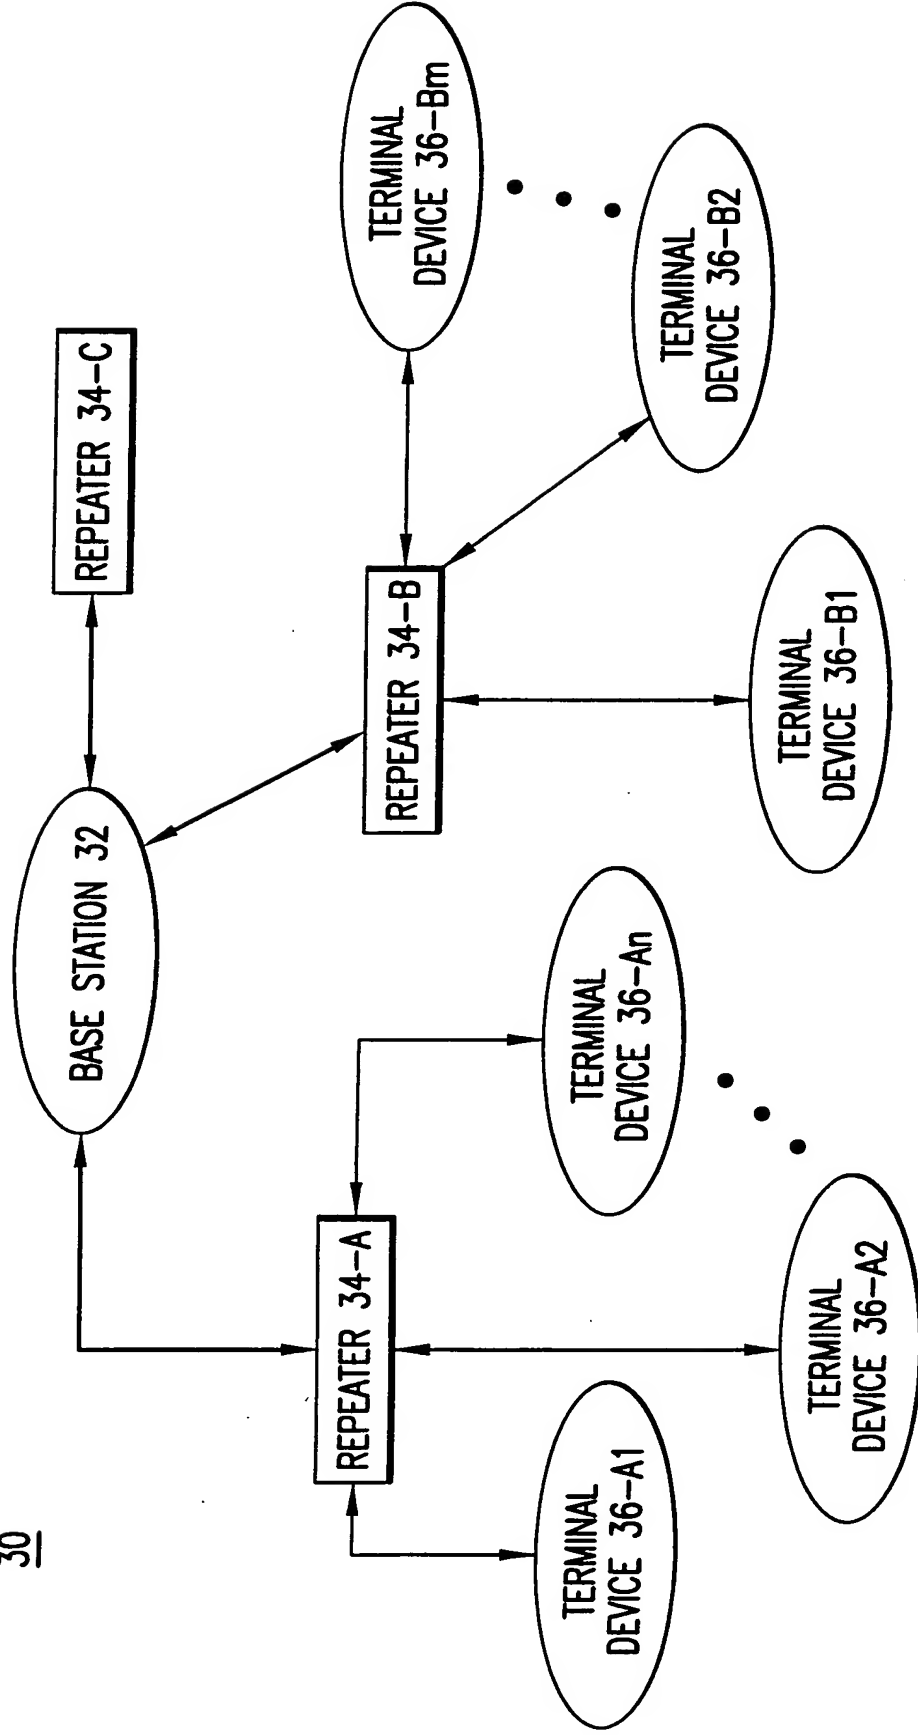 30
BASE STATION 32
REPEATER 34-C
REPEATER 34-A
REPEATER 34-B
TERMINAL
DEVICE 36-A1
TERMINAL
DEVICE 36-A2
TERMINAL
DEVICE 36-An
TERMINAL
DEVICE 36-B1
TERMINAL
DEVICE 36-B2
TERMINAL
DEVICE 36-Bm